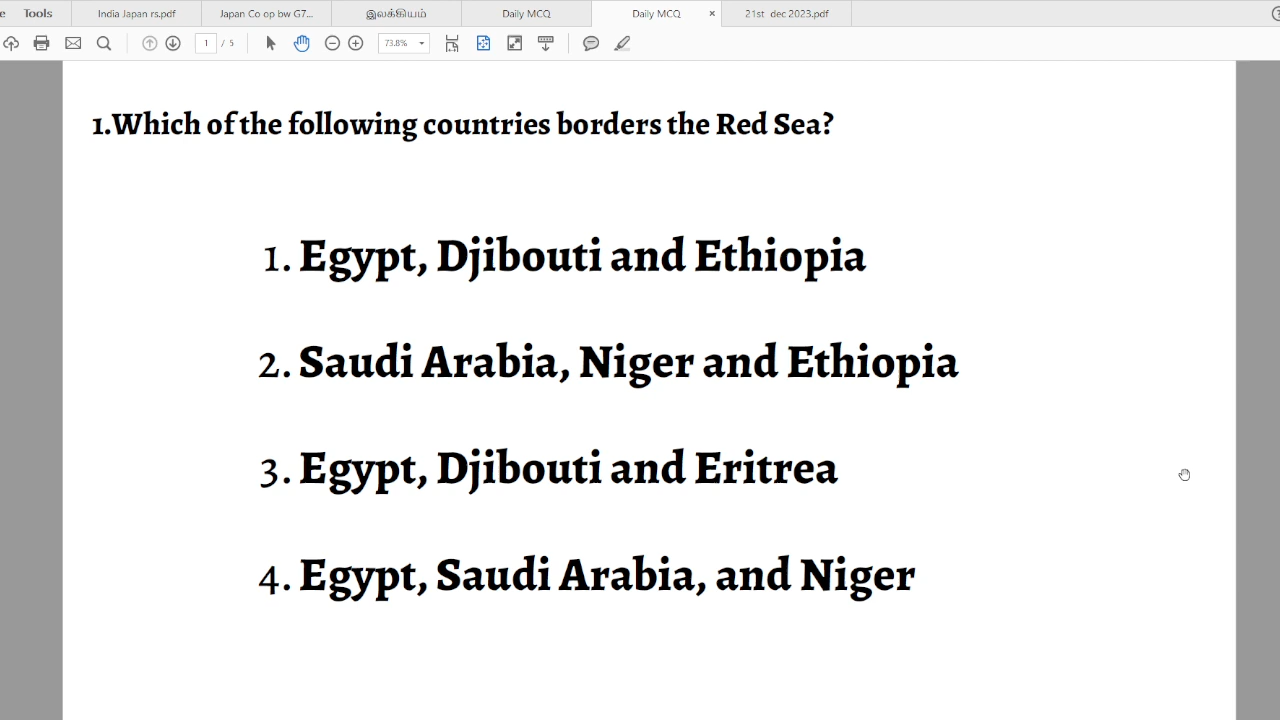 Tools
India Japan rs.pdf
Japan Co op bw G7...
இலக்கியம்
Daily MCQ
Daily MCQ
21st dec 2023.pdf
1 / 5
73.8%
1.Which of the following countries borders the Red Sea?
1. Egypt, Djibouti and Ethiopia
2. Saudi Arabia, Niger and Ethiopia
3. Egypt, Djibouti and Eritrea
4. Egypt, Saudi Arabia, and Niger